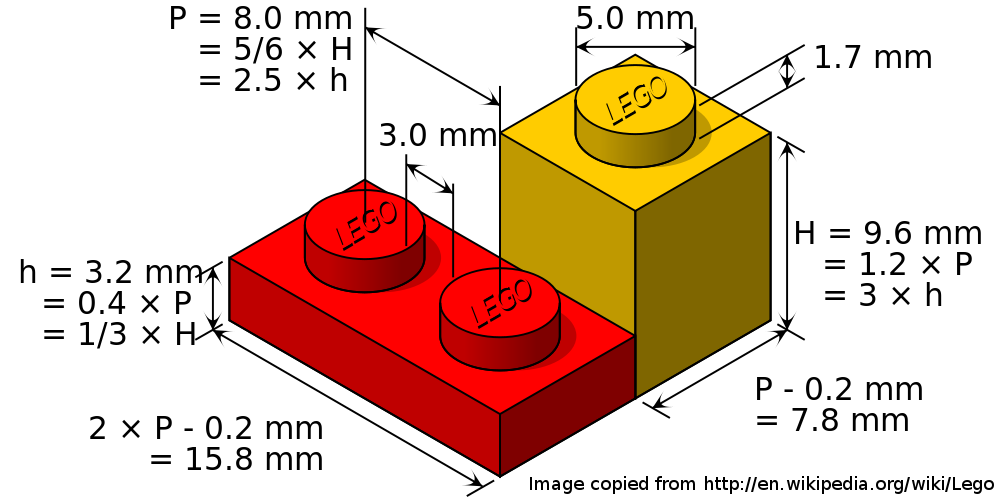 P = 8.0 mm
= 5/6 × H
= 2.5 × h
5.0 mm
1.7 mm
3.0 mm
LEGO
LEGO
LEGO
h = 3.2 mm
= 0.4 × P
= 1/3 × H
H = 9.6 mm
= 1.2 × P
= 3 × h
P - 0.2 mm
= 7.8 mm
2 × P - 0.2 mm
= 15.8 mm
Image copied from http://en.wikipedia.org/wiki/Lego